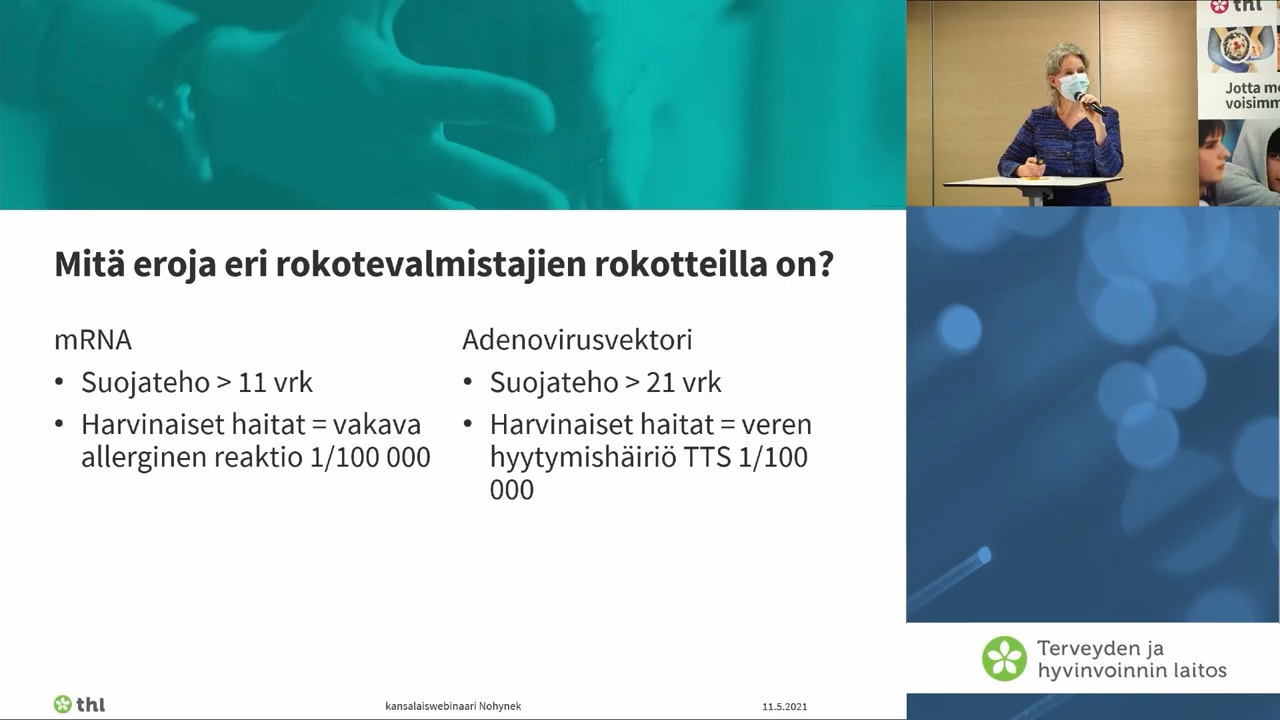 Mitä eroja eri rokotevalmistajien rokotteilla on?
mRNA
• Suojateho > 11 vrk
• Harvinaiset haitat = vakava
allerginen reaktio 1/100 000
Adenovirusvektori
• Suojateho > 21 vrk
• Harvinaiset haitat = veren
hyytymishäiriö TTS 1/100
000
thl
kansalaiswebinaari Nohynek
11.5.2021
thl
Jotta
Terveyden ja
hyvinvoinnin laitos